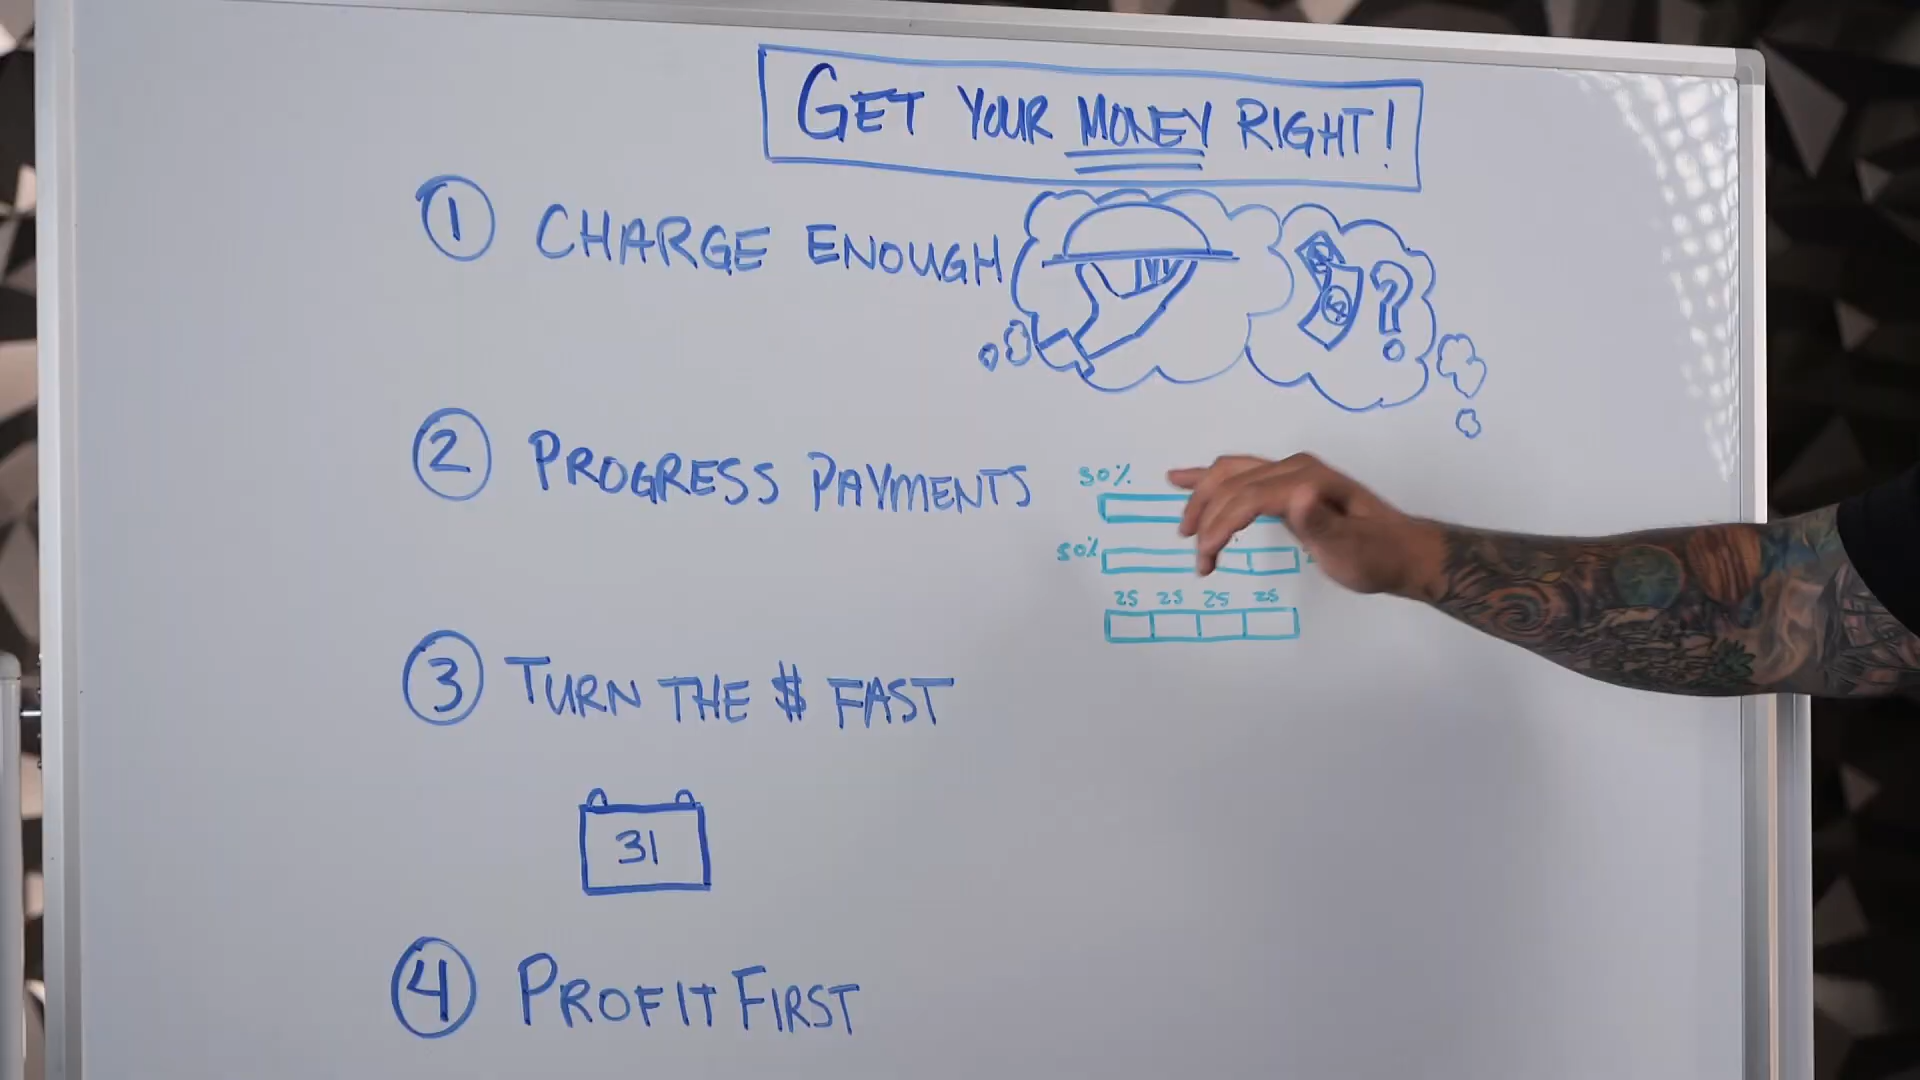 GET YOUR MONEY RIGHT!
1 CHARGE ENOUGH
?
2 PROGRESS PAYMENTS
50%
50%
25 25 25 25
3 TURN THE $ FAST
31
4 PROFIT FIRST